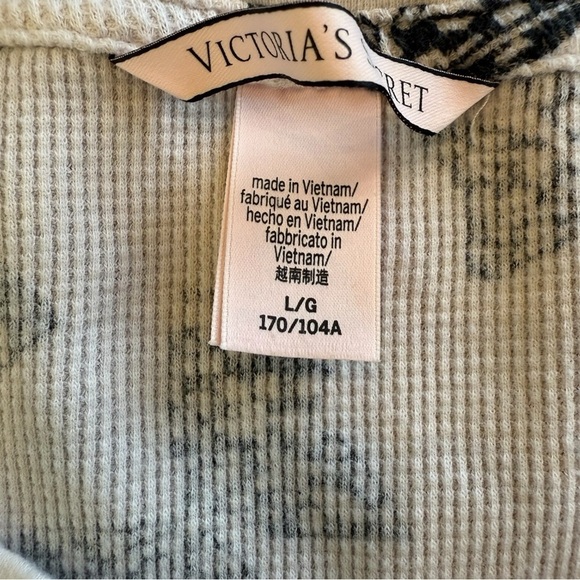 VICTORIA'S RET
made in Vietnam/
fabriqué au Vietnam/
hecho en Vietnam/
fabbricato in
Vietnam/
越南制造
L/G
170/104A